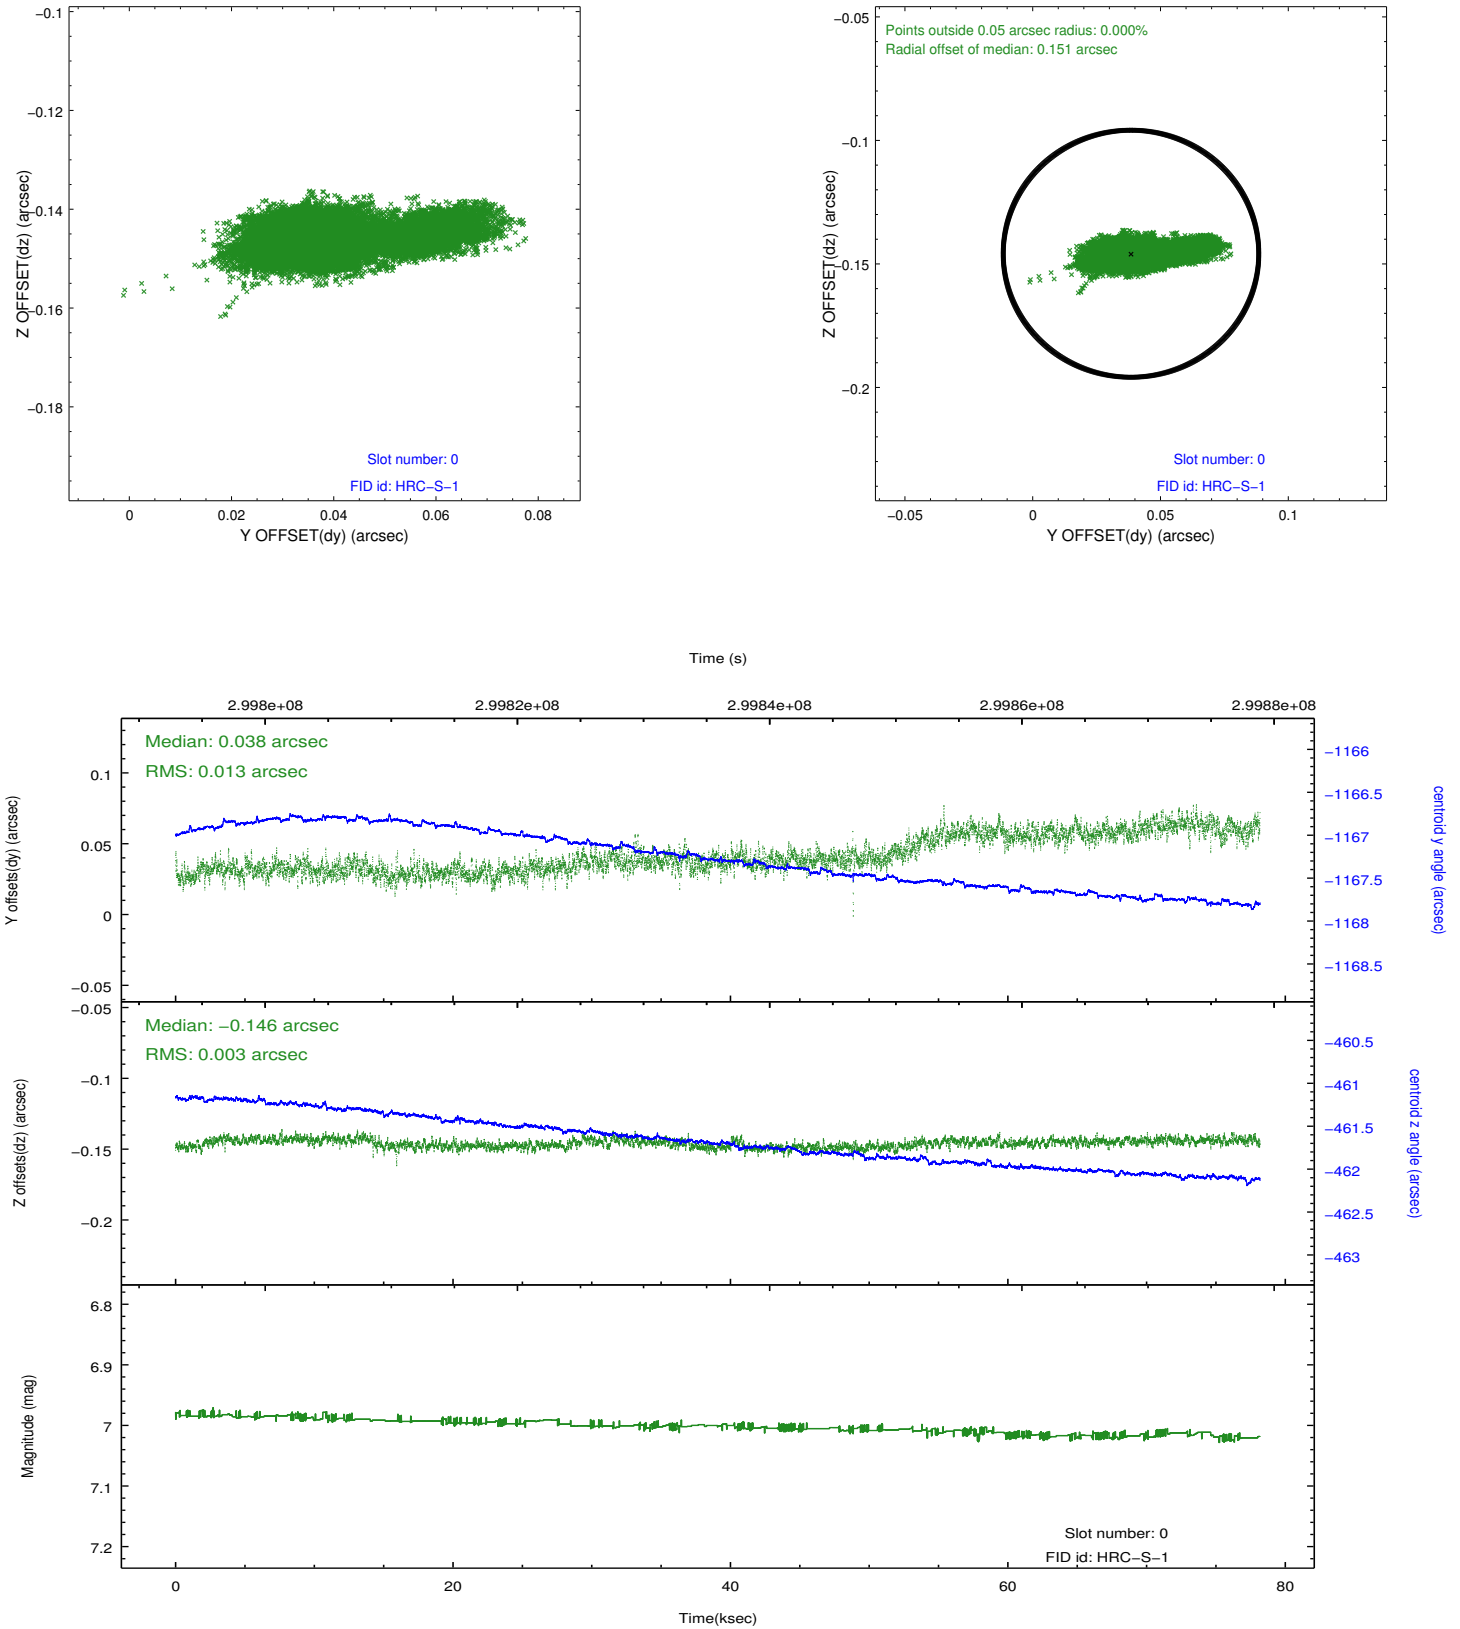 −0.1
−0.12
−0.14
−0.16
−0.18
Z OFFSET(dz) (arcsec)
Slot number: 0
FID id: HRC−S−1
0 0.02 0.04 0.06 0.08
Y OFFSET(dy) (arcsec)
Points outside 0.05 arcsec radius: 0.000%
Radial offset of median: 0.151 arcsec
−0.05
−0.1
−0.15
−0.2
Z OFFSET(dz) (arcsec)
Slot number: 0
FID id: HRC−S−1
−0.05 0 0.05 0.1
Y OFFSET(dy) (arcsec)
Time (s)
2.998e+08 2.9982e+08 2.9984e+08 2.9986e+08 2.9988e+08
Median: 0.038 arcsec
RMS: 0.013 arcsec
0.1
0.05
0
−0.05
Y offsets(dy) (arcsec)
−1166
−1166.5
−1167
−1167.5
−1168
−1168.5
centroid y angle (arcsec)
Median: −0.146 arcsec
RMS: 0.003 arcsec
−0.05
−0.1
−0.15
−0.2
Z offsets(dz) (arcsec)
−460.5
−461
−461.5
−462
−462.5
−463
centroid z angle (arcsec)
6.8
6.9
7
7.1
7.2
Magnitude (mag)
Slot number: 0
FID id: HRC−S−1
0 20 40 60 80
Time(ksec)